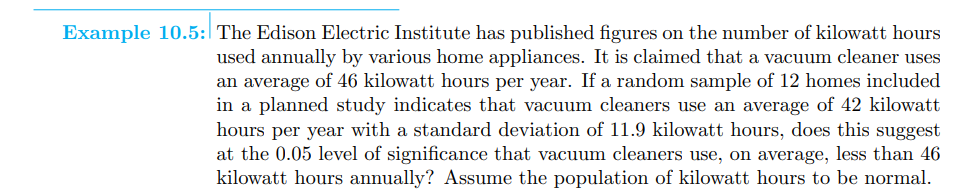 Example 10.5: The Edison Electric Institute has published figures on the number of kilowatt hours
used annually by various home appliances. It is claimed that a vacuum cleaner uses
an average of 46 kilowatt hours per year. If a random sample of 12 homes included
in a planned study indicates that vacuum cleaners use an average of 42 kilowatt
hours per year with a standard deviation of 11.9 kilowatt hours, does this suggest
at the 0.05 level of significance that vacuum cleaners use, on average, less than 46
kilowatt hours annually? Assume the population of kilowatt hours to be normal.